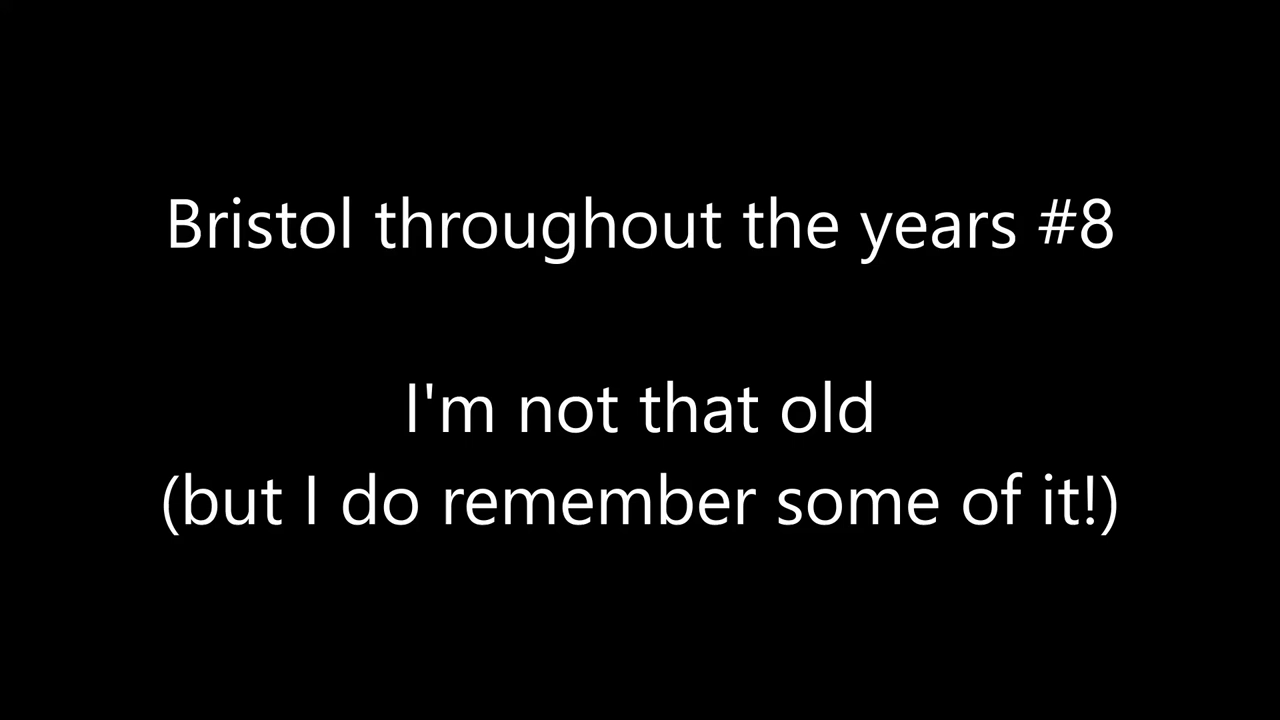 Bristol throughout the years #8
I'm not that old
(but I do remember some of it!)